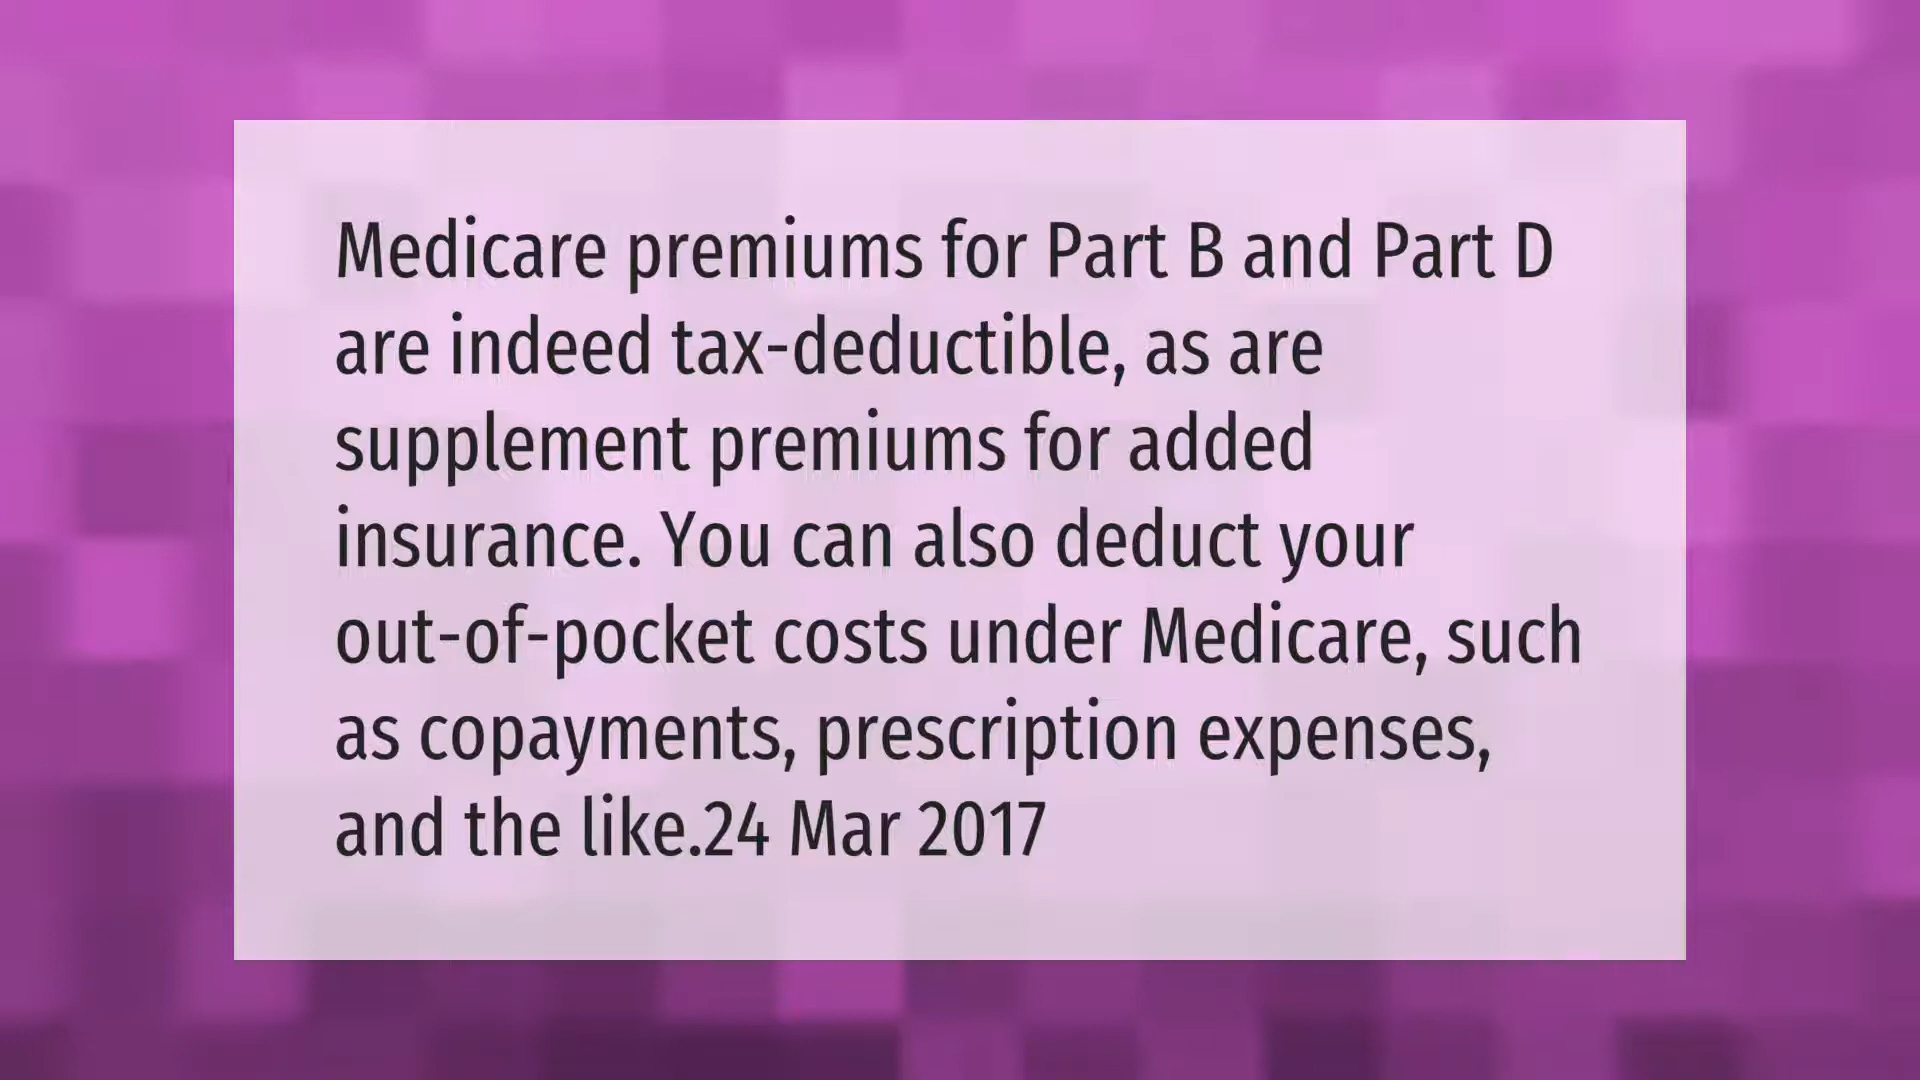 Medicare premiums for Part B and Part D
are indeed tax-deductible, as are
supplement premiums for added
insurance. You can also deduct your
out-of-pocket costs under Medicare, such
as copayments, prescription expenses,
and the like.24 Mar 2017